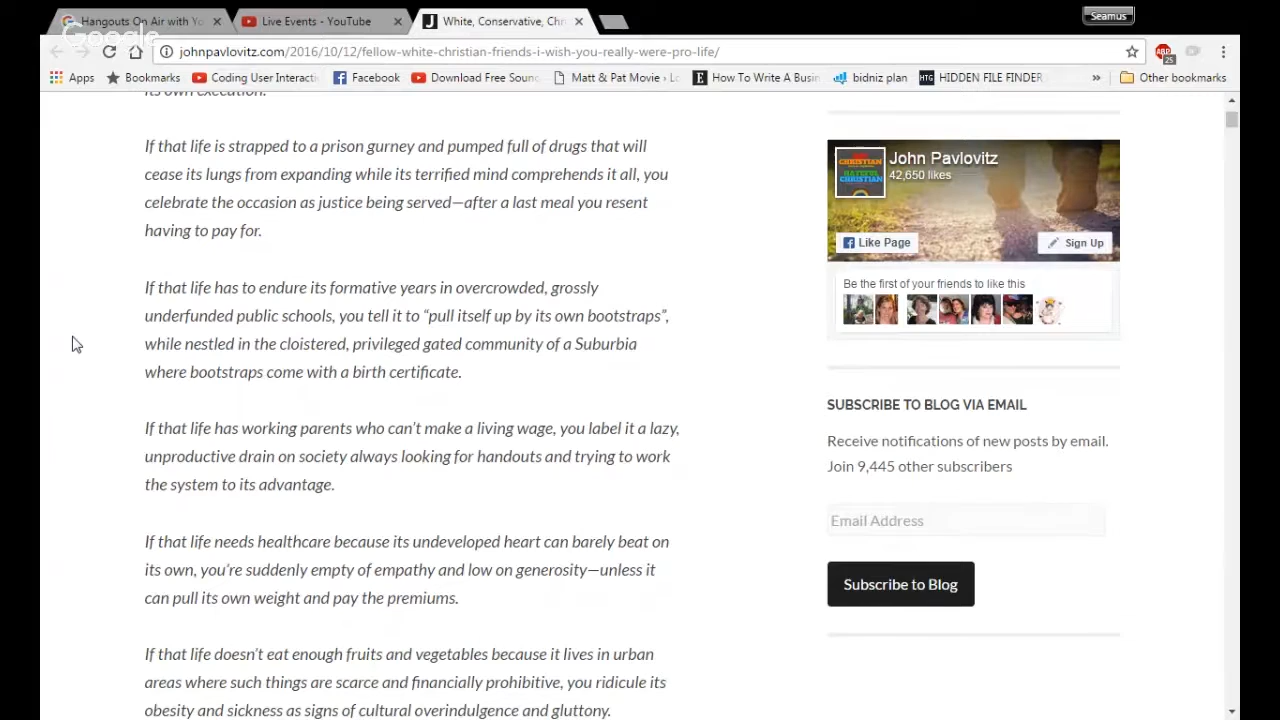 Hangouts On Air with Yo
Live Events - YouTube
White, Conservative, Chr
Seamus
Google
johnpavlovitz.com/2016/10/12/fellow-white-christian-friends-i-wish-you-really-were-pro-life/
ABP
25
Apps
Bookmarks
Coding User Interacti
Facebook
Download Free Soun
Matt & Pat Movie › Lo
How To Write A Busin
bidniz plan
HTG
HIDDEN FILE FINDER
»
Other bookmarks
its own execution.
If that life is strapped to a prison gurney and pumped full of drugs that will
cease its lungs from expanding while its terrified mind comprehends it all, you
celebrate the occasion as justice being served—after a last meal you resent
having to pay for.
If that life has to endure its formative years in overcrowded, grossly
underfunded public schools, you tell it to “pull itself up by its own bootstraps”,
while nestled in the cloistered, privileged gated community of a Suburbia
where bootstraps come with a birth certificate.
If that life has working parents who can’t make a living wage, you label it a lazy,
unproductive drain on society always looking for handouts and trying to work
the system to its advantage.
If that life needs healthcare because its undeveloped heart can barely beat on
its own, you’re suddenly empty of empathy and low on generosity—unless it
can pull its own weight and pay the premiums.
If that life doesn’t eat enough fruits and vegetables because it lives in urban
areas where such things are scarce and financially prohibitive, you ridicule its
obesity and sickness as signs of cultural overindulgence and gluttony.
CHRISTIAN
HATEFUL
CHRISTIAN
John Pavlovitz
42,650 likes
Like Page
Sign Up
Be the first of your friends to like this
SUBSCRIBE TO BLOG VIA EMAIL
Receive notifications of new posts by email.
Join 9,445 other subscribers
Email Address
Subscribe to Blog